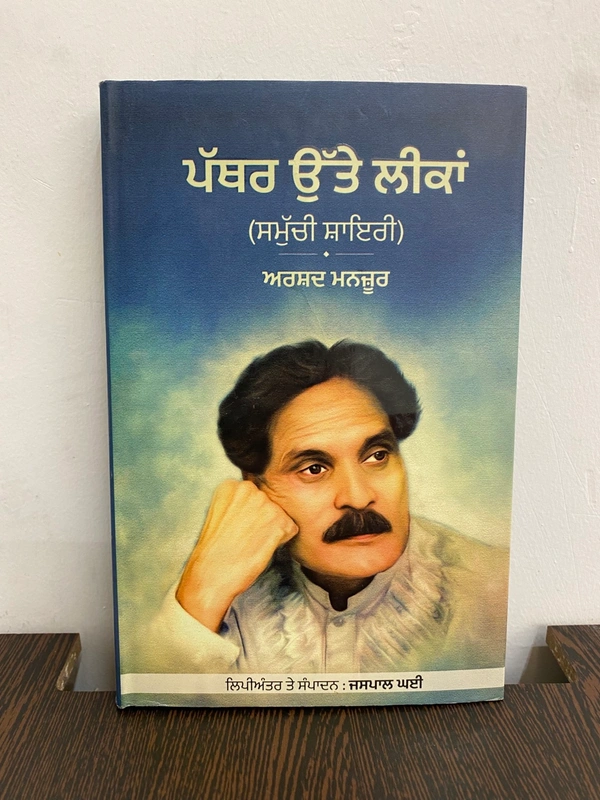 ਪੱਥਰ ਉੱਤੇ ਲੀਕਾਂ
(ਸਮੁੱਚੀ ਸ਼ਾਇਰੀ)
ਅਰਸ਼ਦ ਮਨਜ਼ੂਰ
ਲਿਪੀਅੰਤਰ ਤੇ ਸੰਪਾਦਨ : ਜਸਪਾਲ ਘਈ